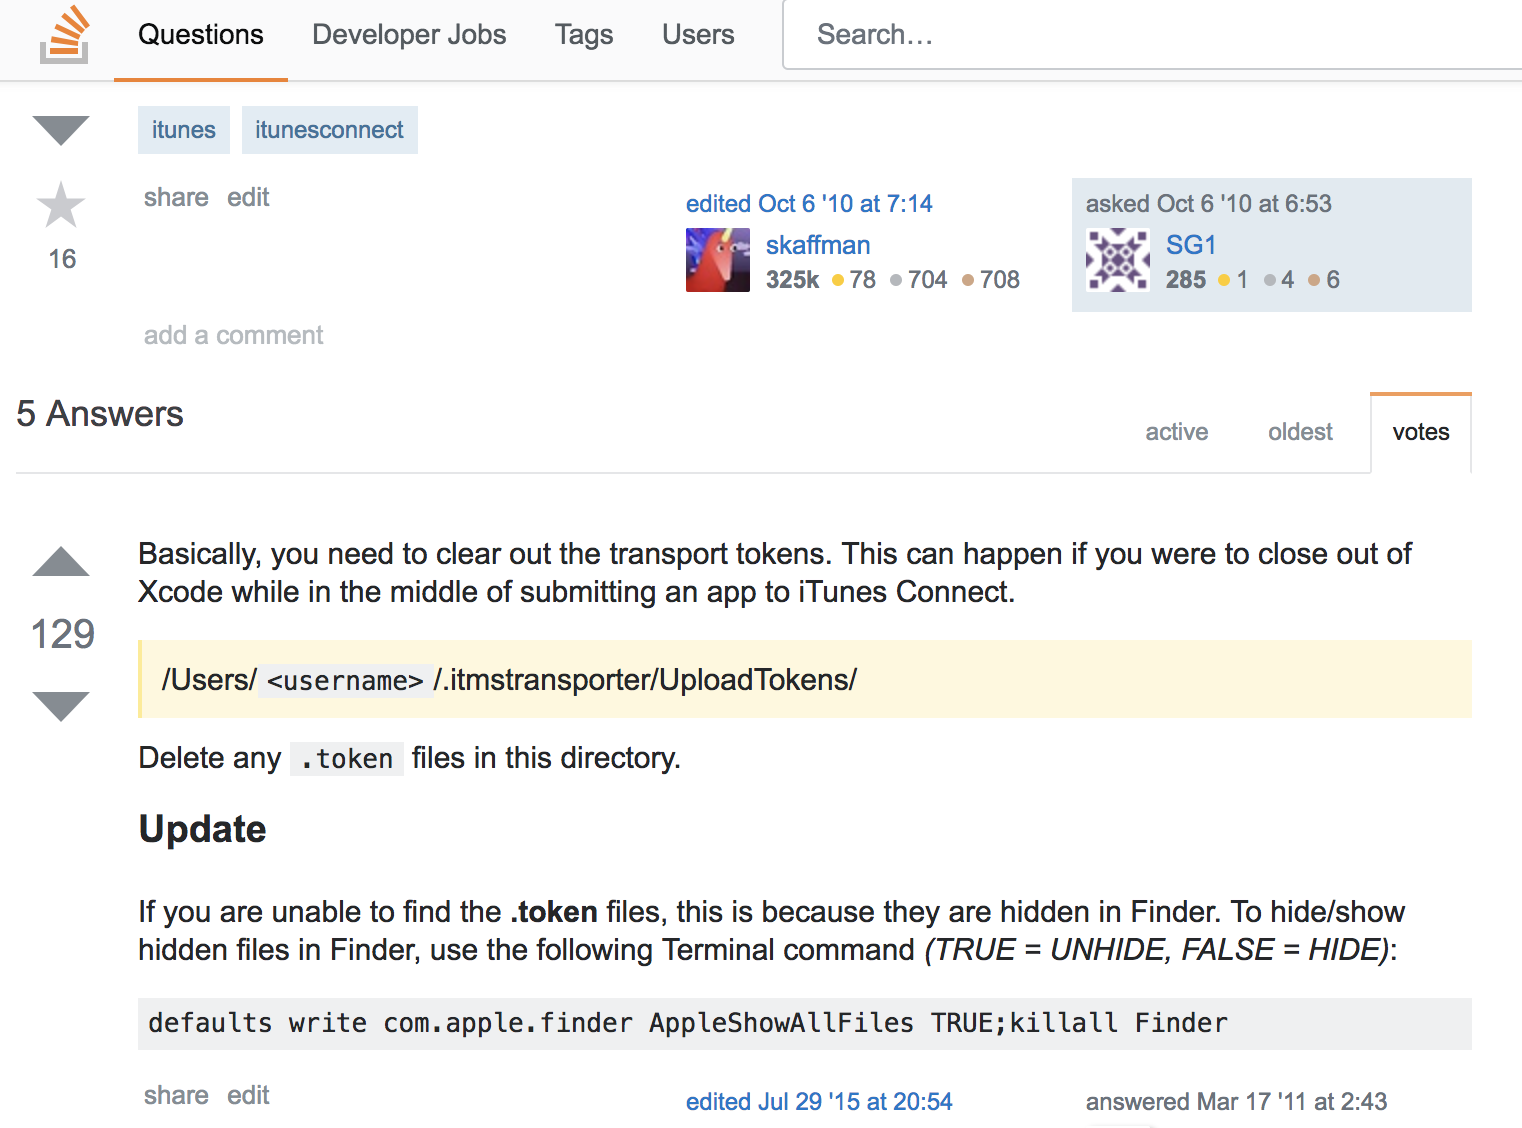 Questions Developer Jobs Tags Users Search…
itunes itunesconnect
share edit
edited Oct 6 '10 at 7:14
skaffman
325k 78 704 708
asked Oct 6 '10 at 6:53
SG1
285 1 4 6
16
add a comment
5 Answers
active oldest votes
Basically, you need to clear out the transport tokens. This can happen if you were to close out of
Xcode while in the middle of submitting an app to iTunes Connect.
129
/Users/ <username> /.itmstransporter/UploadTokens/
Delete any .token files in this directory.
Update
If you are unable to find the .token files, this is because they are hidden in Finder. To hide/show
hidden files in Finder, use the following Terminal command (TRUE = UNHIDE, FALSE = HIDE):
defaults write com.apple.finder AppleShowAllFiles TRUE;killall Finder
share edit
edited Jul 29 '15 at 20:54
answered Mar 17 '11 at 2:43